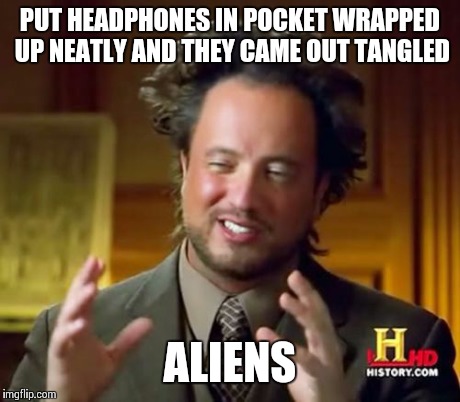 PUT HEADPHONES IN POCKET WRAPPED
UP NEATLY AND THEY CAME OUT TANGLED
ALIENS
H HD
HISTORY.COM
imgflip.com